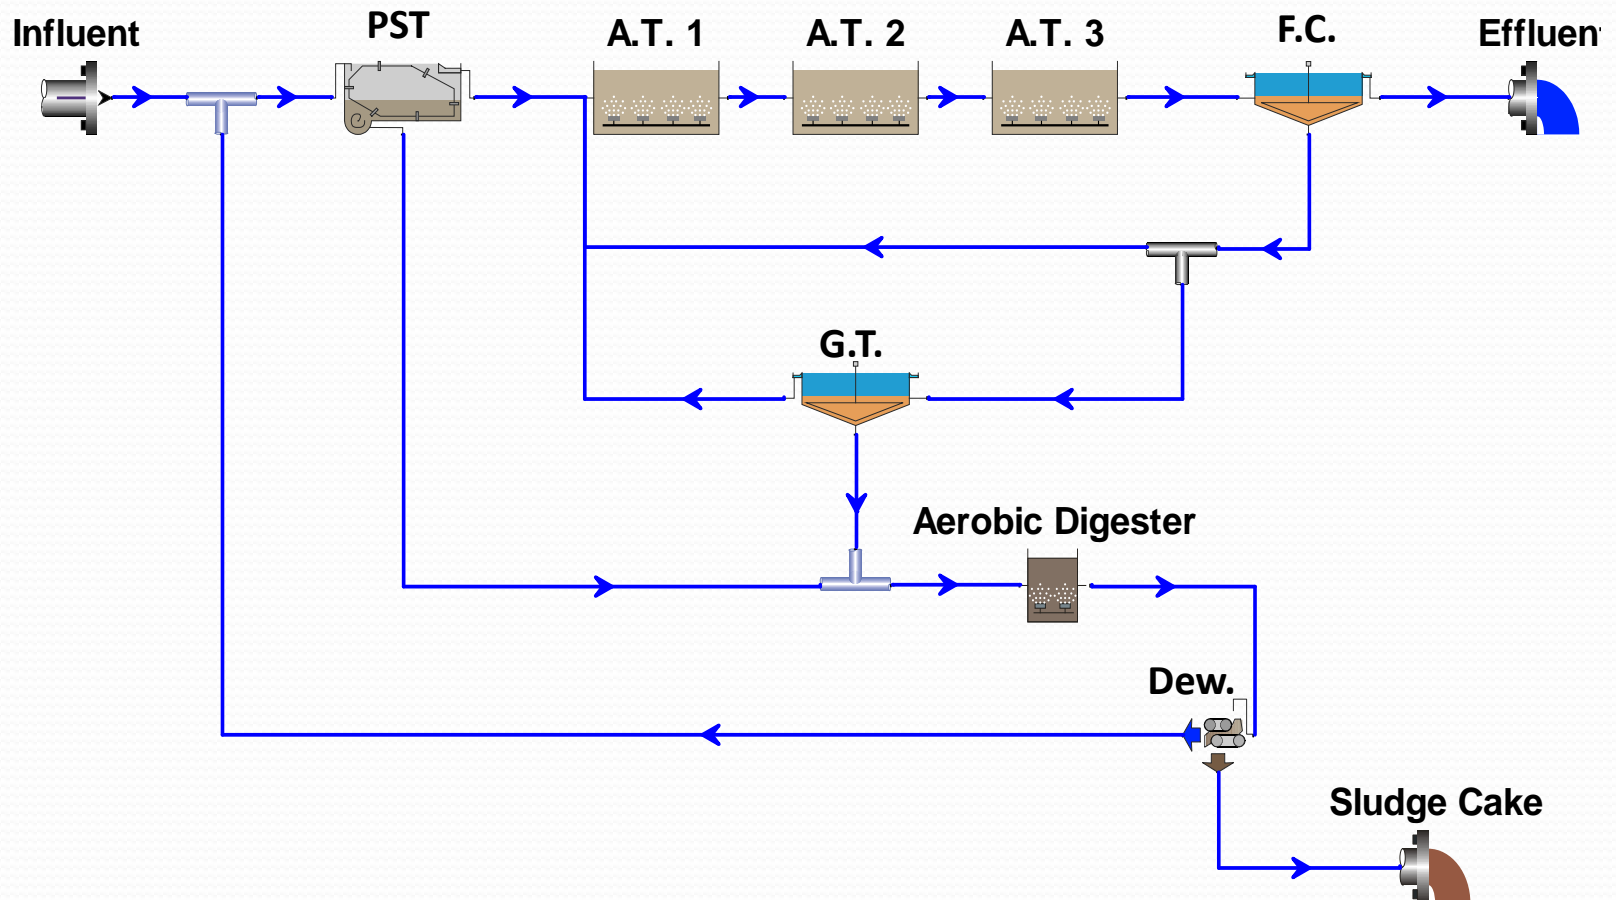 Influent
PST
A.T. 1
A.T. 2
A.T. 3
F.C.
Effluen
G.T.
Aerobic Digester
Dew.
Sludge Cake